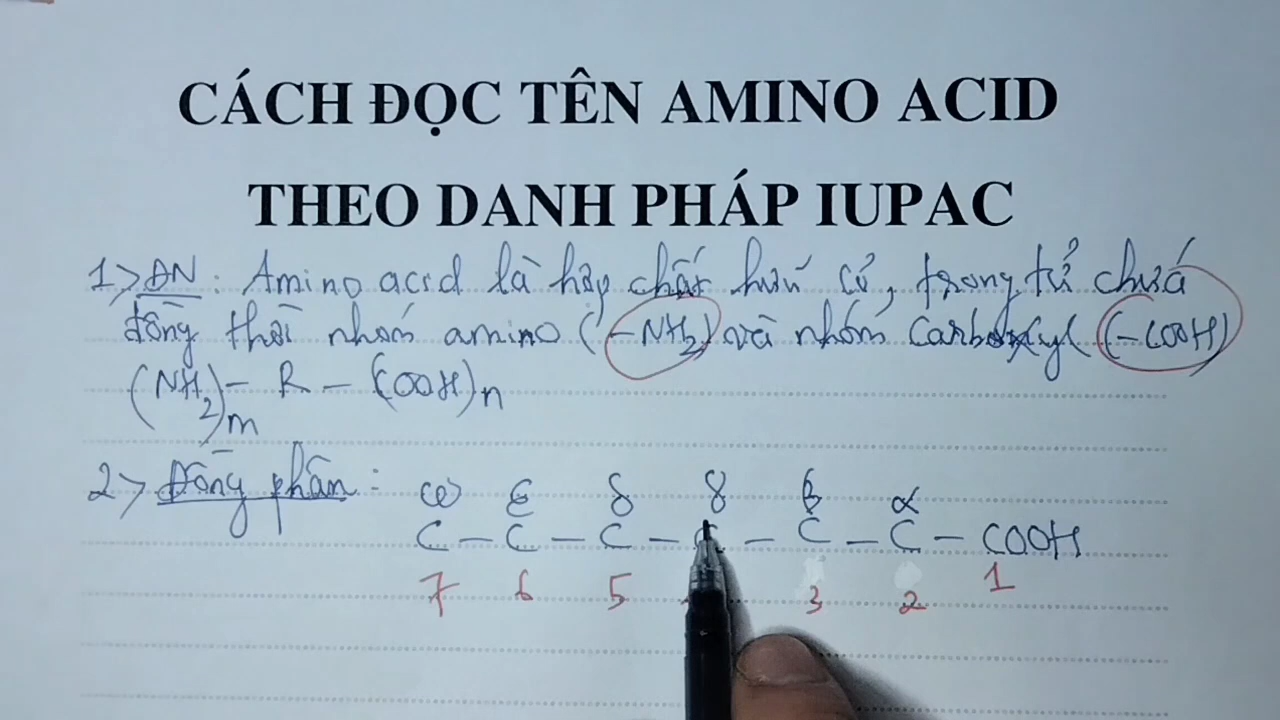 CÁCH ĐỌC TÊN AMINO ACID
THEO DANH PHÁP IUPAC
1> ĐN : Amino acid là hợp chất hữu cơ, trong tử chứa
đồng thời nhóm amino (-NH2) và nhóm carboxyl (-COOH)
(NH2)m - R - (COOH)n
2> Đồng phân :
ω ε δ γ β α
C - C - C - C - C - C - COOH
7 6 5 3 2 1